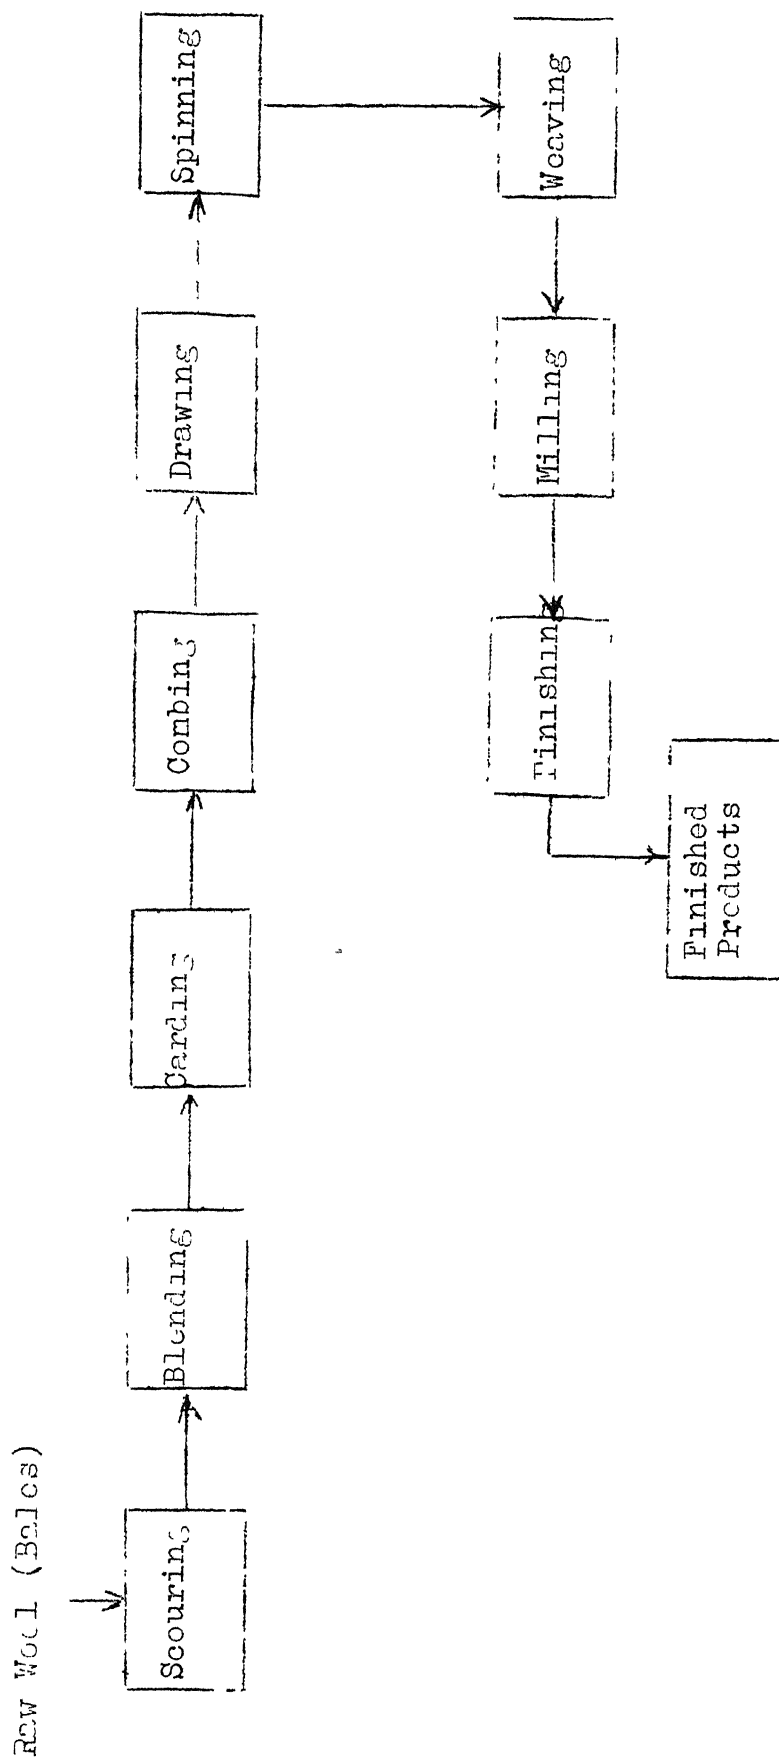 Raw Wool (Bales)
Scouring
Blending
Carding
Combing
Drawing
Spinning
Weaving
Milling
Finishing
Finished
Products